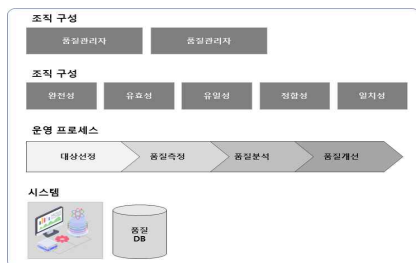 조직 구성
품질관리자 품질관리자
조직 구성
완전성 유효성 유일성 정합성 일치성
운영 프로세스
대상선정 품질측정 품질분석 품질개선
시스템
품질
DB